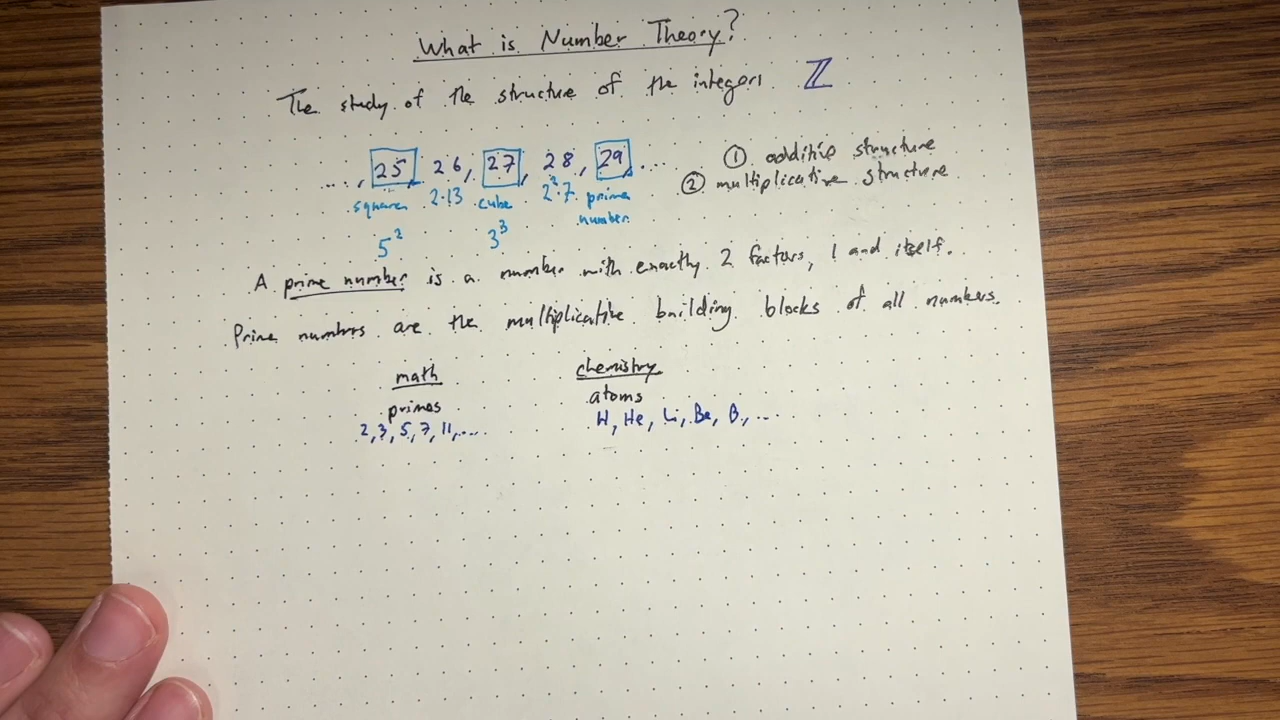 What is Number Theory?
The study of the structure of the integers ℤ
..., 25, 26, 27, 28, 29, ...
square 2·13 cube 2²·7 prime number
5² 3³
① additive structure
② multiplicative structure
A prime number is a number with exactly 2 factors, 1 and itself.
Prime numbers are the multiplicative building blocks of all numbers.
math chemistry
primes atoms
2, 3, 5, 7, 11, ... H, He, Li, Be, B, ...